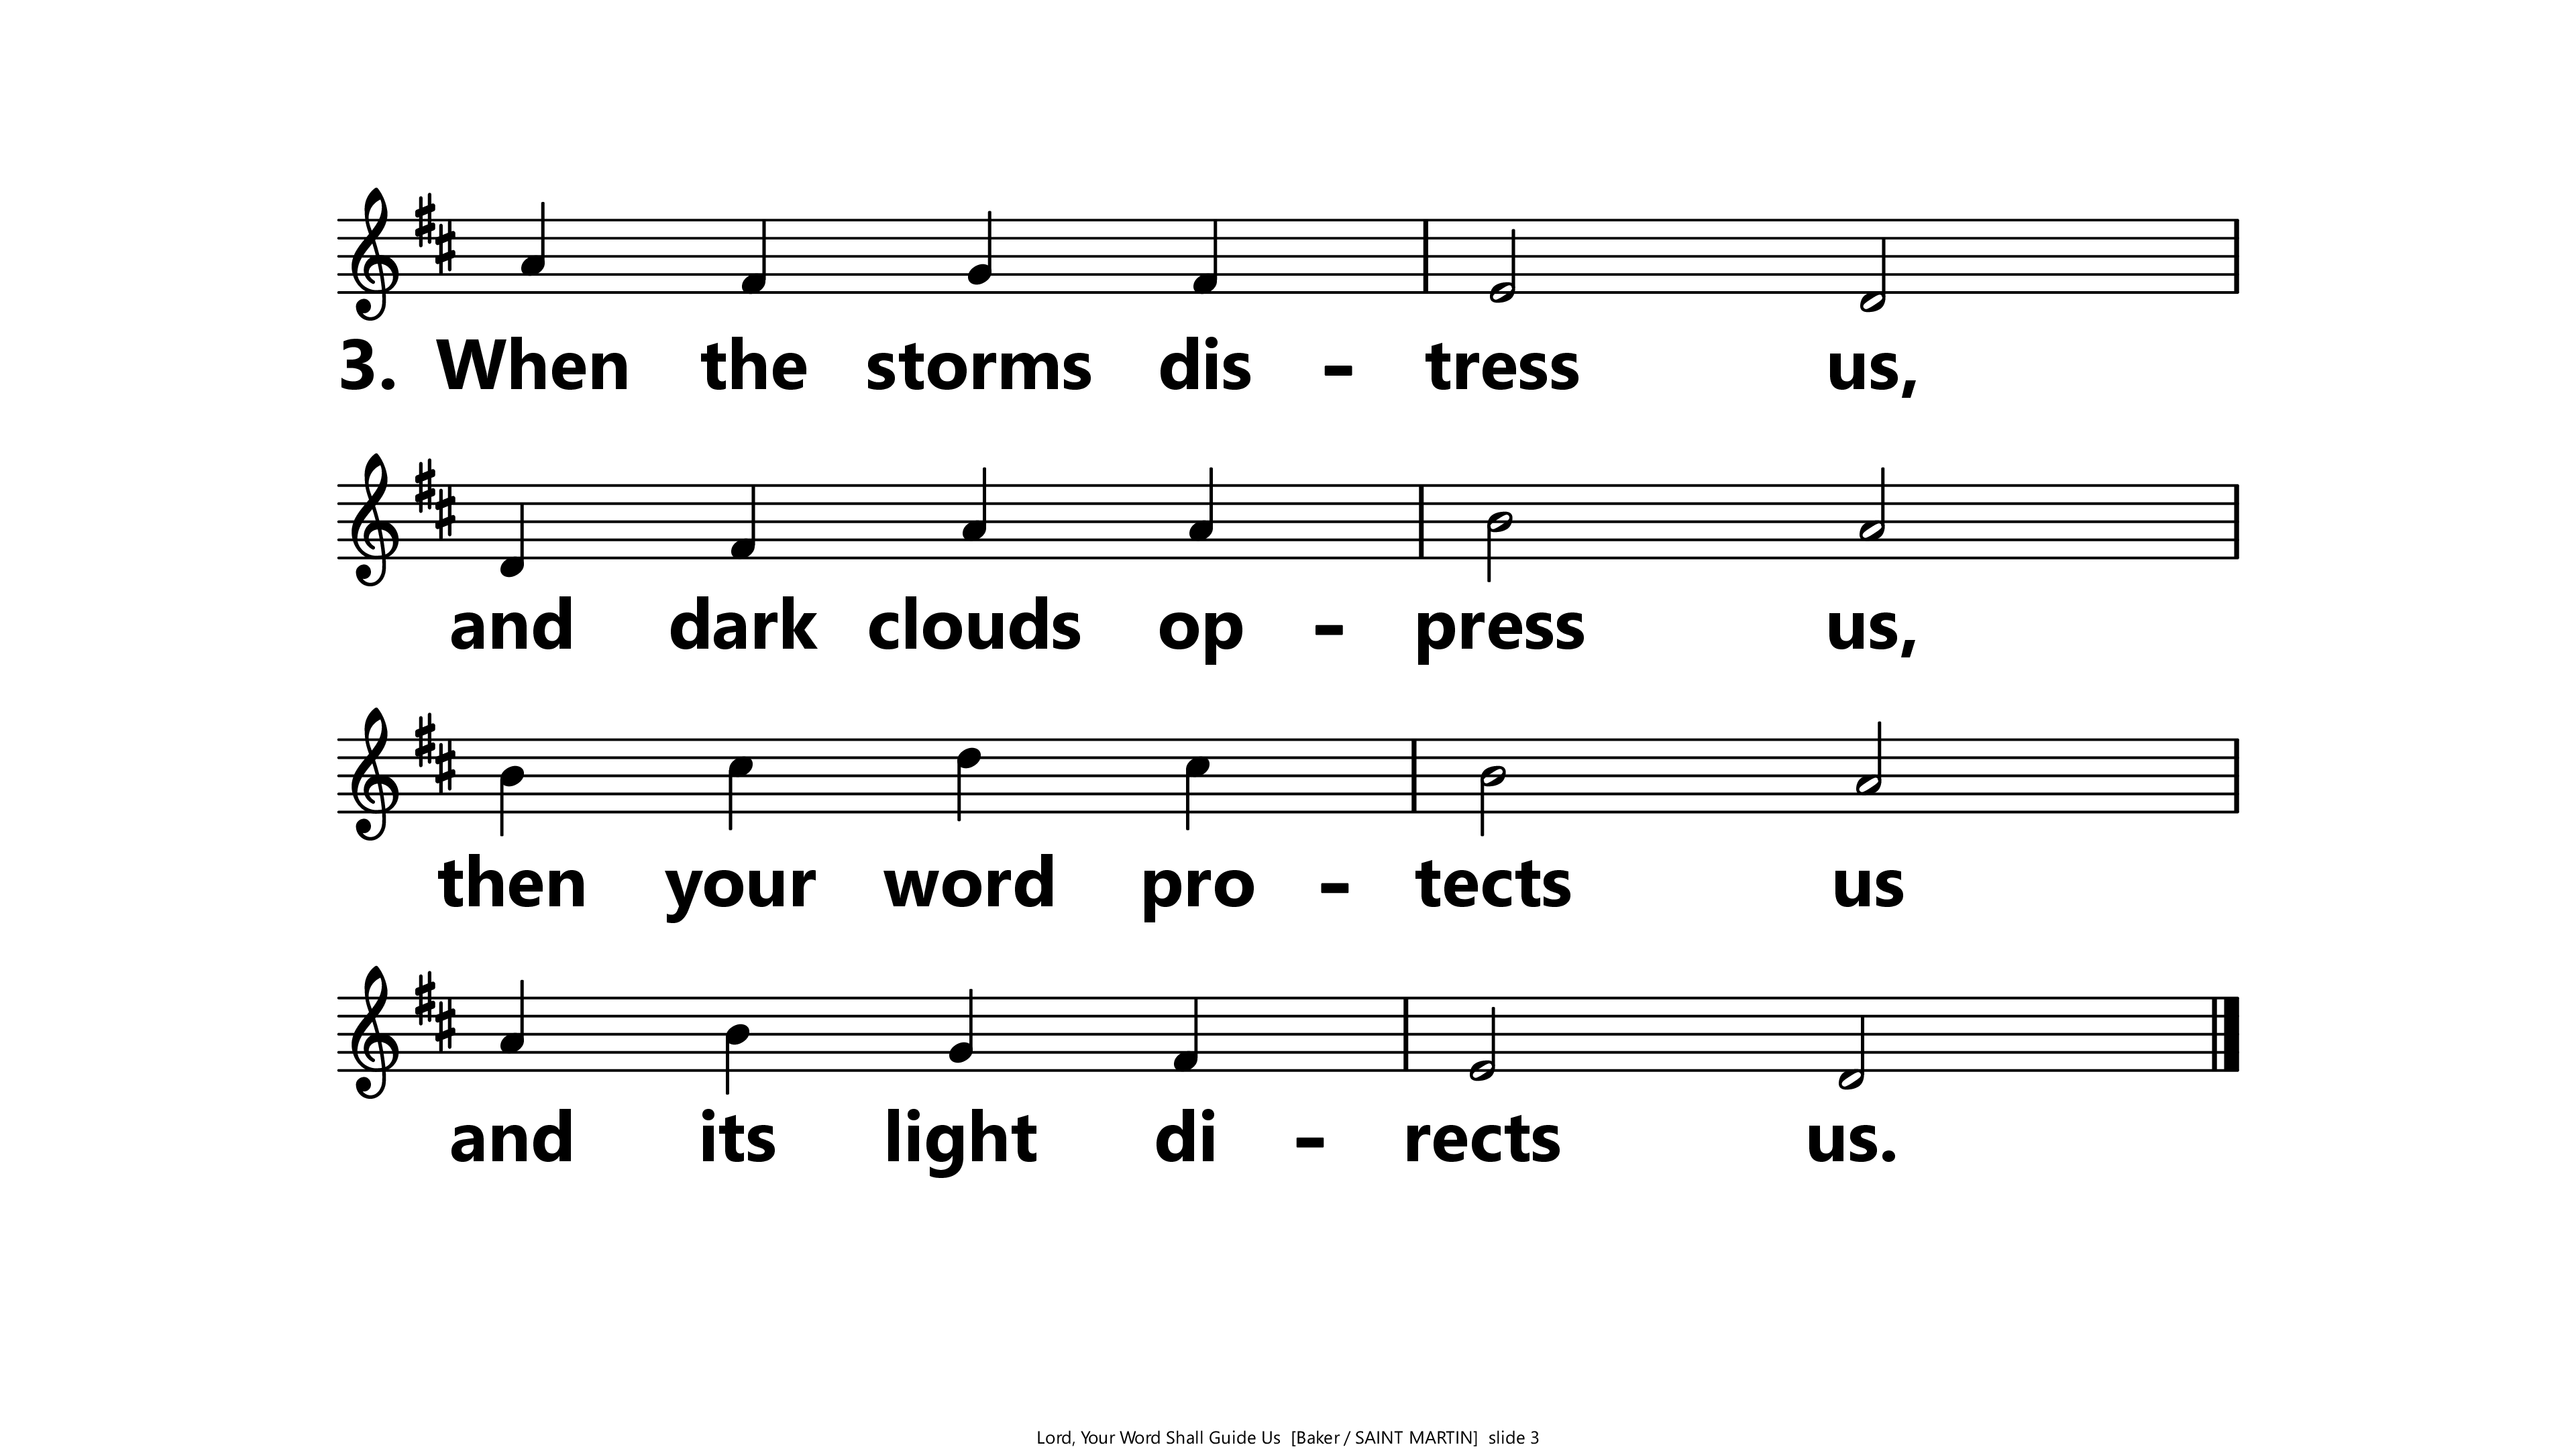 3. When the storms dis - tress us,
and dark clouds op - press us,
then your word pro - tects us
and its light di - rects us.
Lord, Your Word Shall Guide Us [Baker / SAINT MARTIN] slide 3